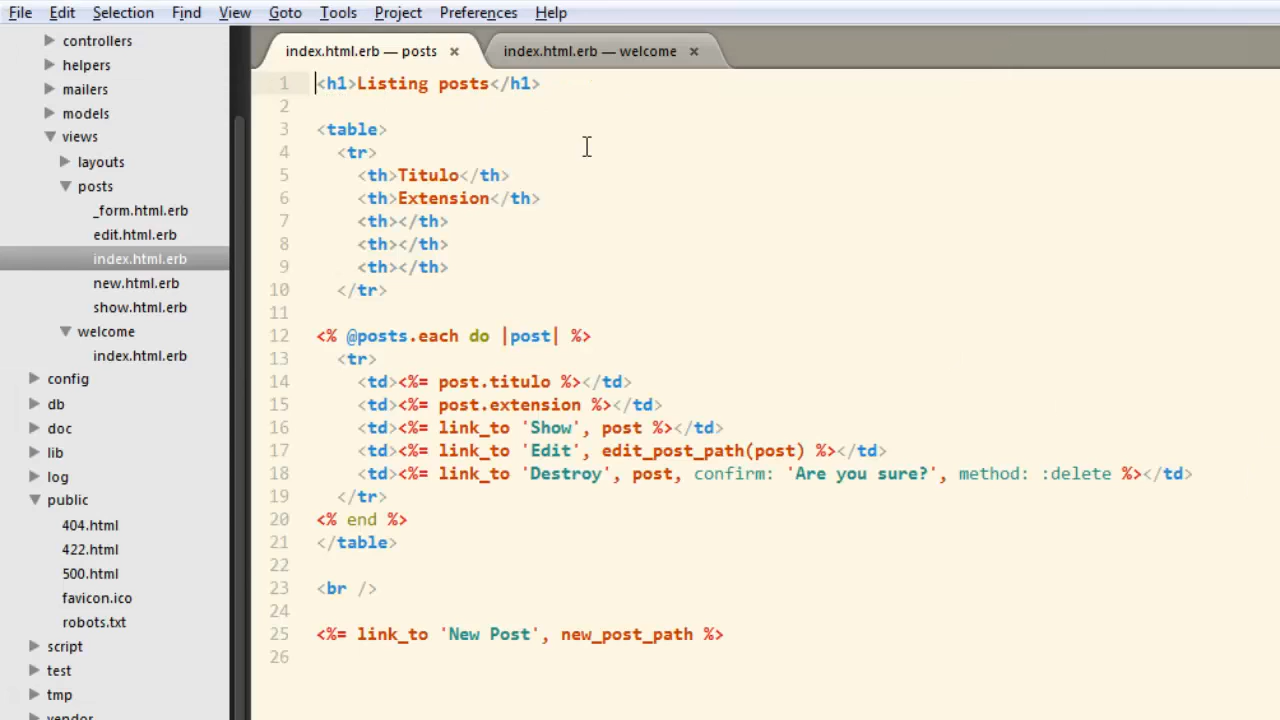 File Edit Selection Find View Goto Tools Project Preferences Help
controllers
helpers
mailers
models
views
layouts
posts
_form.html.erb
edit.html.erb
index.html.erb
new.html.erb
show.html.erb
welcome
index.html.erb
config
db
doc
lib
log
public
404.html
422.html
500.html
favicon.ico
robots.txt
script
test
tmp
vendor
index.html.erb — posts × index.html.erb — welcome ×
1 <h1>Listing posts</h1>
2
3 <table>
4   <tr>
5     <th>Titulo</th>
6     <th>Extension</th>
7     <th></th>
8     <th></th>
9     <th></th>
10   </tr>
11
12 <% @posts.each do |post| %>
13   <tr>
14     <td><%= post.titulo %></td>
15     <td><%= post.extension %></td>
16     <td><%= link_to 'Show', post %></td>
17     <td><%= link_to 'Edit', edit_post_path(post) %></td>
18     <td><%= link_to 'Destroy', post, confirm: 'Are you sure?', method: :delete %></td>
19   </tr>
20 <% end %>
21 </table>
22
23 <br />
24
25 <%= link_to 'New Post', new_post_path %>
26